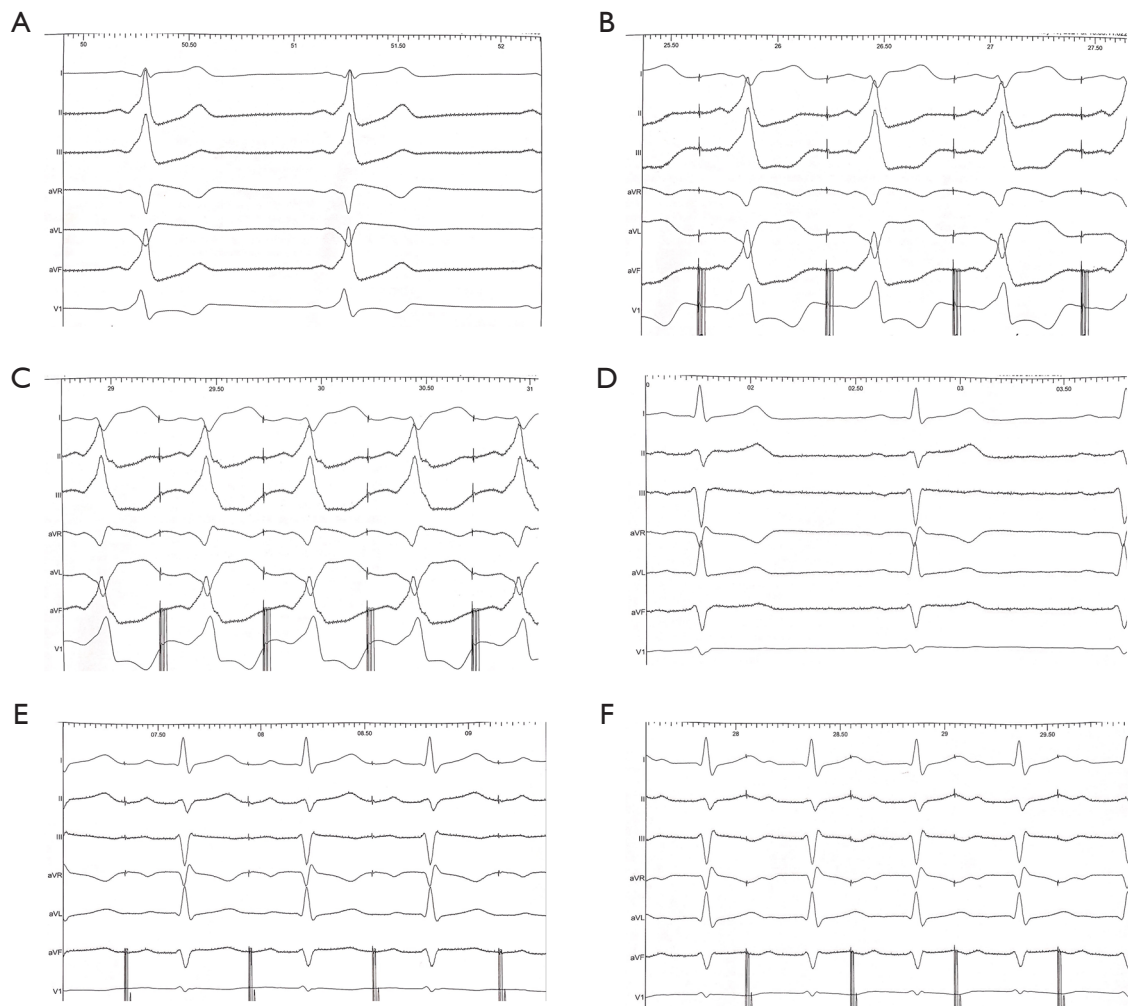 A
50 50.50 51 51.50 52
I
II
III
aVR
aVL
aVF
V1
B
25.50 26 26.50 27 27.50
I
II
III
aVR
aVL
aVF
V1
C
29 29.50 30 30.50 31
I
II
III
aVR
aVL
aVF
V1
D
0 02 02.50 03 03.50
I
II
III
aVR
aVL
aVF
V1
E
07.50 08 08.50 09
I
II
III
aVR
aVL
aVF
V1
F
28 28.50 29 29.50
I
II
III
aVR
aVL
aVF
V1